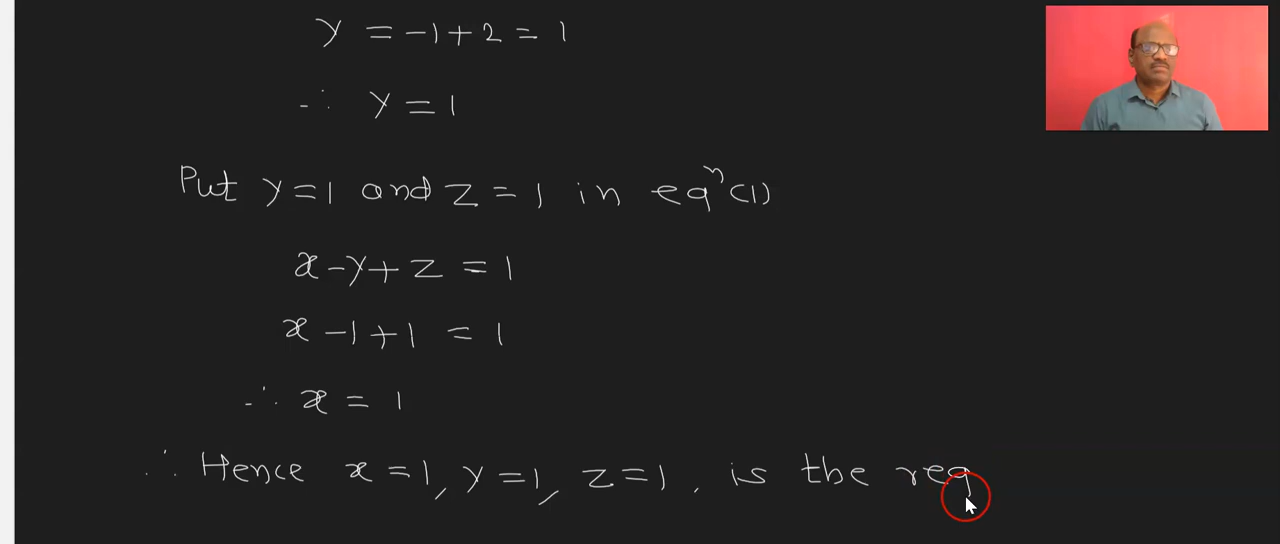 y = -1 + 2 = 1
∴ y = 1
Put y = 1 and z = 1 in eqⁿ (1)
x - y + z = 1
x - 1 + 1 = 1
∴ x = 1
∴ Hence x = 1, y = 1, z = 1, is the req